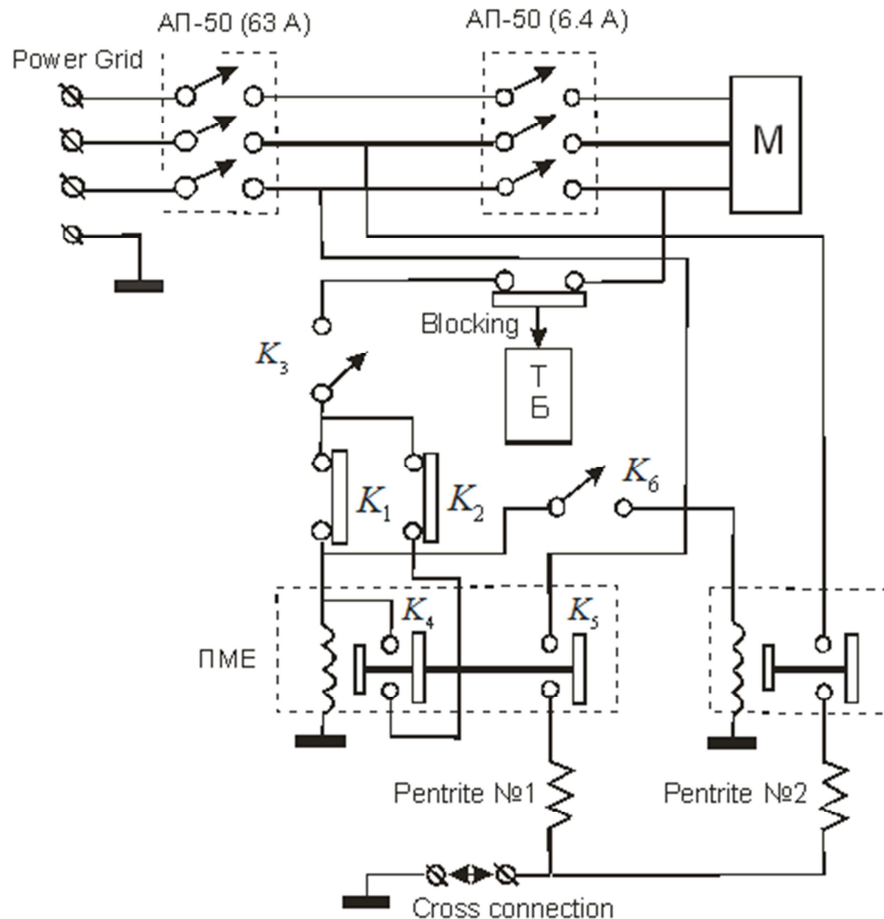 АП-50 (63 А)
АП-50 (6.4 А)
Power Grid
М
Blocking
Т
Б
K₃
K₁
K₂
K₆
K₄
K₅
ПМЕ
Pentrite №1
Pentrite №2
Cross connection